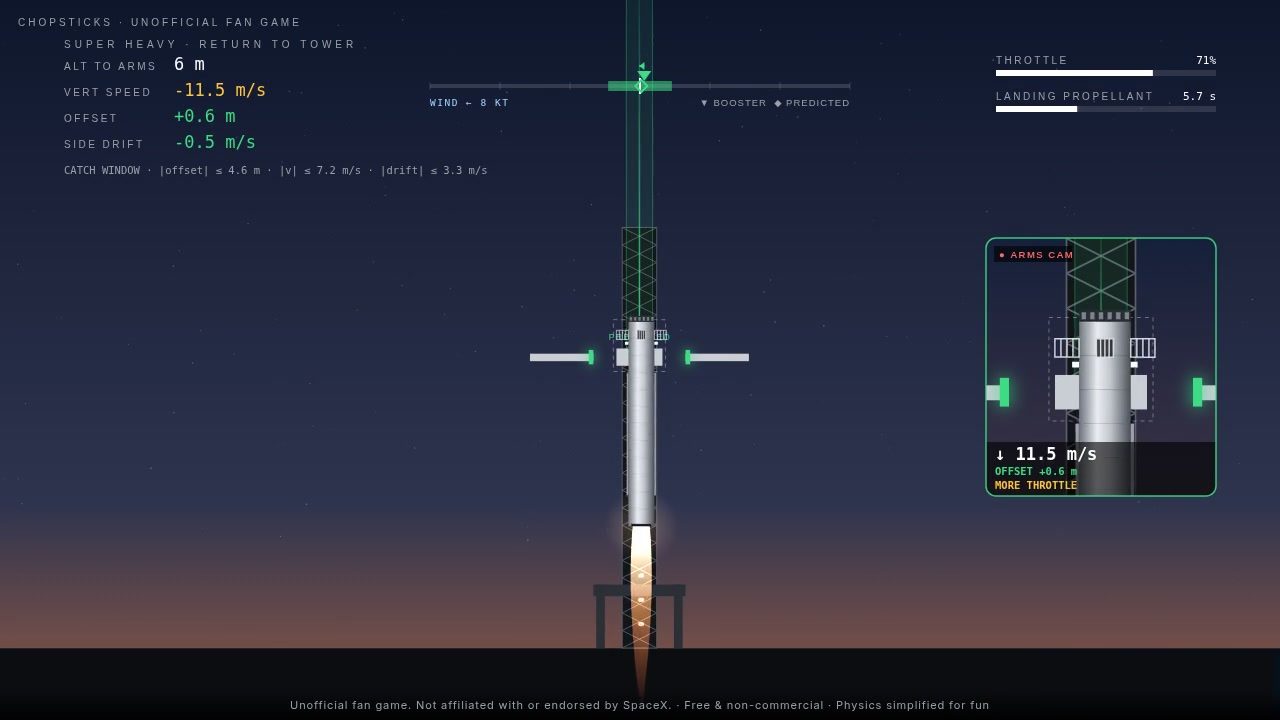 CHOPSTICKS · UNOFFICIAL FAN GAME
SUPER HEAVY · RETURN TO TOWER
ALT TO ARMS 6 m
VERT SPEED -11.5 m/s
OFFSET +0.6 m
SIDE DRIFT -0.5 m/s
CATCH WINDOW · |offset| ≤ 4.6 m · |v| ≤ 7.2 m/s · |drift| ≤ 3.3 m/s
WIND ← 8 KT
▼ BOOSTER ◆ PREDICTED
THROTTLE 71%
LANDING PROPELLANT 5.7 s
● ARMS CAM
↓ 11.5 m/s
OFFSET +0.6 m
MORE THROTTLE
Unofficial fan game. Not affiliated with or endorsed by SpaceX. · Free & non-commercial · Physics simplified for fun